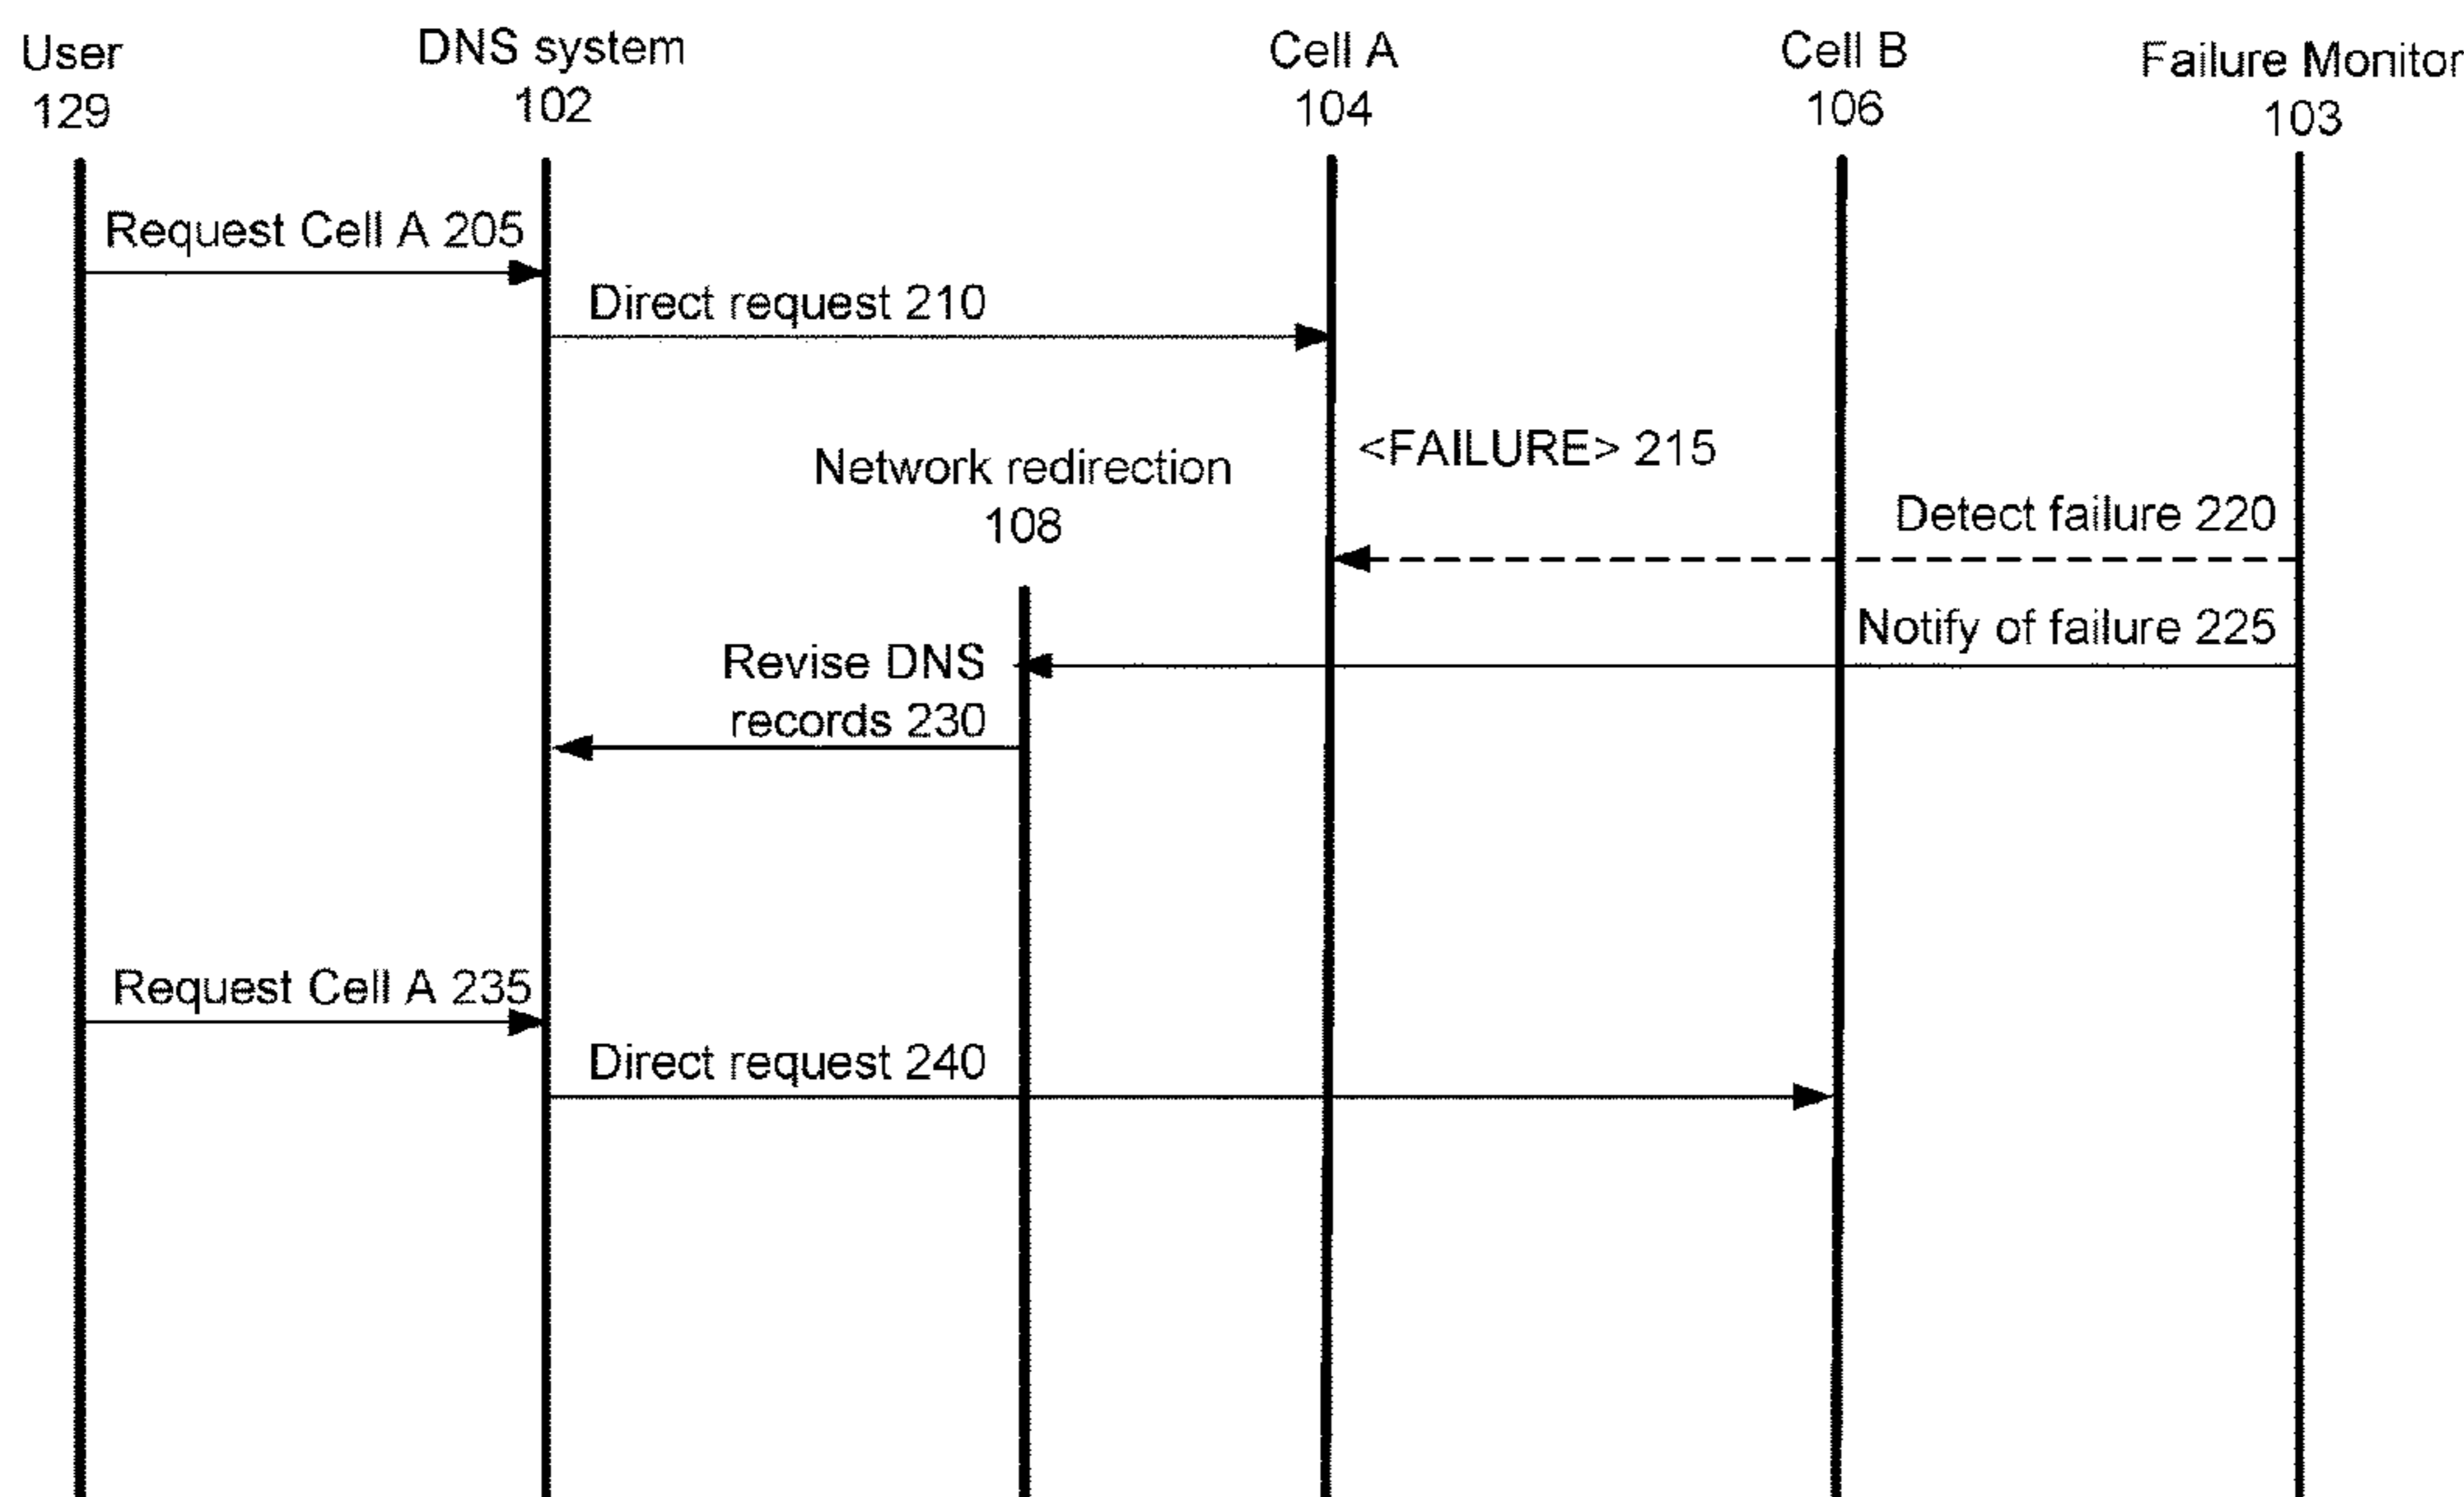 User
129
DNS system
102
Cell A
104
Cell B
106
Failure Monitor
103
Request Cell A 205
Direct request 210
<FAILURE> 215
Network redirection
108
Detect failure 220
Notify of failure 225
Revise DNS
records 230
Request Cell A 235
Direct request 240